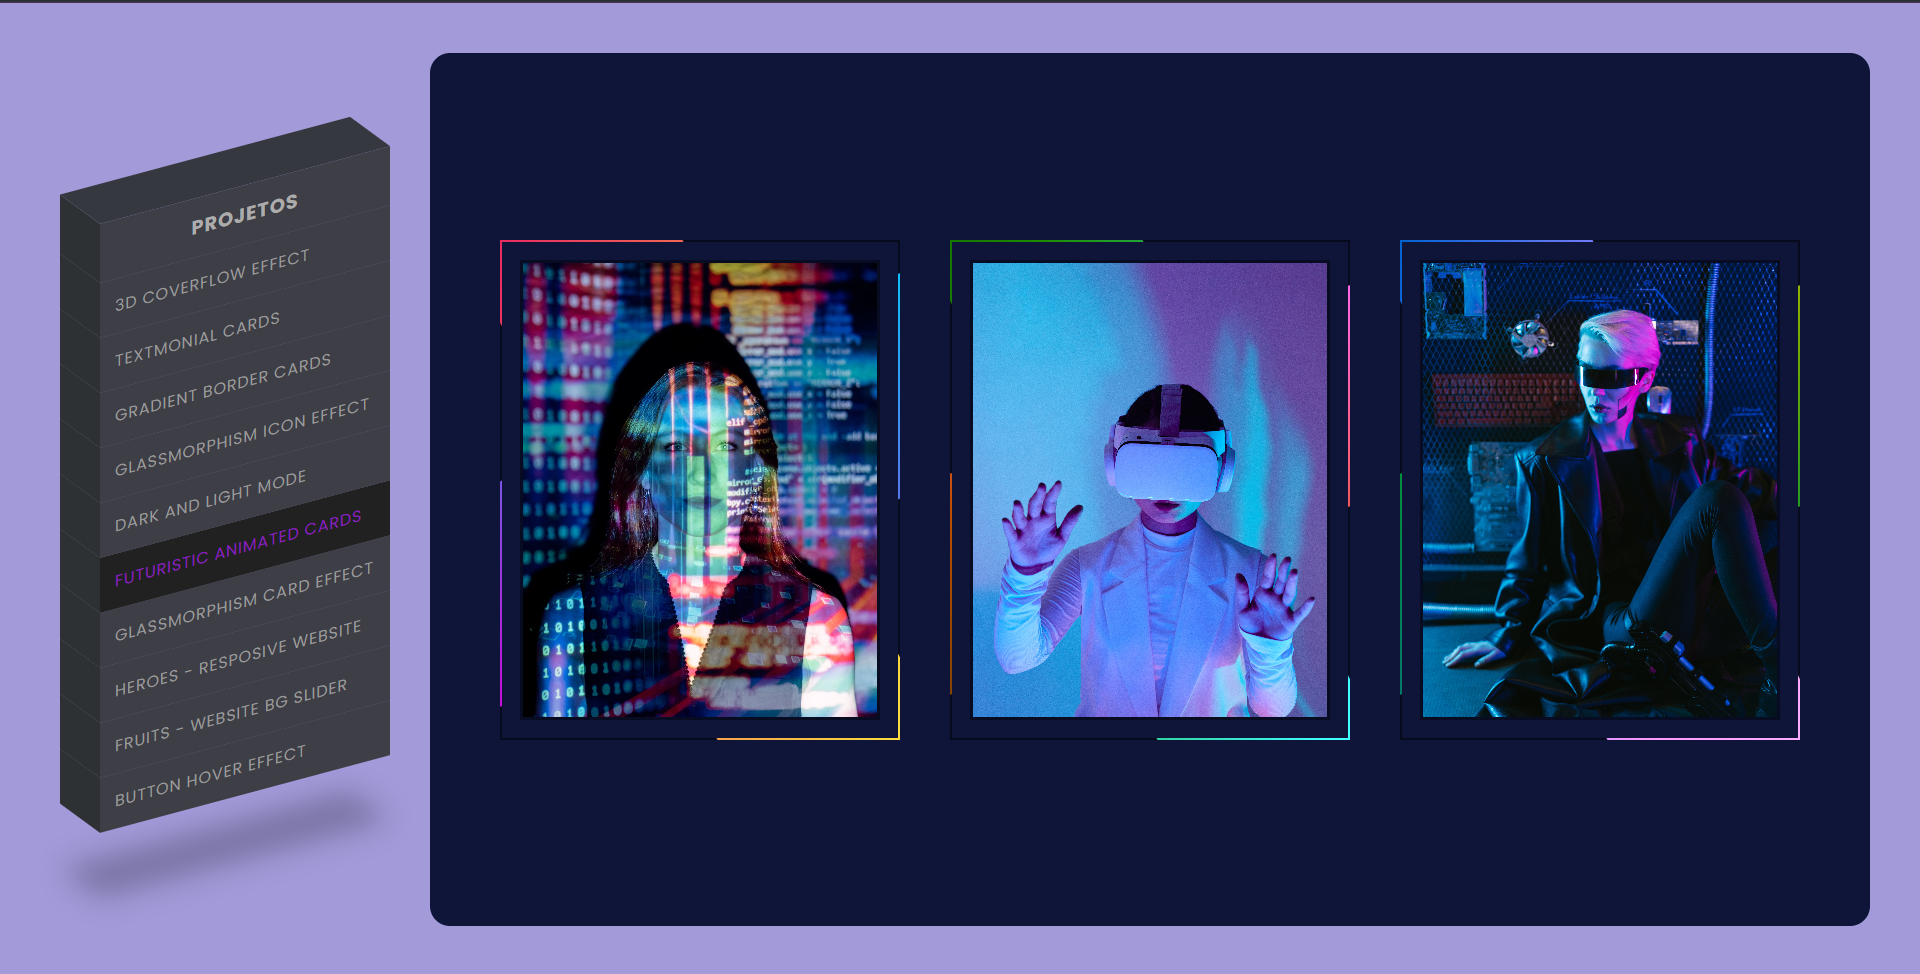 PROJETOS
3D COVERFLOW EFFECT
TEXTMONIAL CARDS
GRADIENT BORDER CARDS
GLASSMORPHISM ICON EFFECT
DARK AND LIGHT MODE
FUTURISTIC ANIMATED CARDS
GLASSMORPHISM CARD EFFECT
HEROES - RESPOSIVE WEBSITE
FRUITS - WEBSITE BG SLIDER
BUTTON HOVER EFFECT